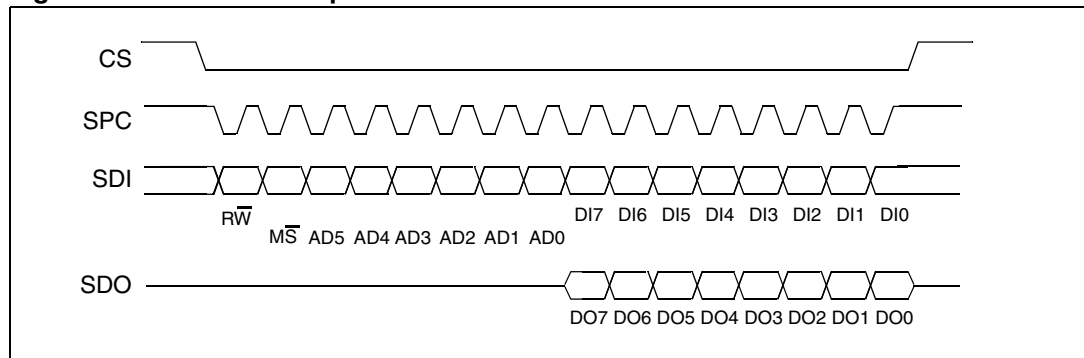 CS
SPC
SDI
DI7 DI6 DI5 DI4 DI3 DI2 DI1 DI0
RW̅
MS̅ AD5 AD4 AD3 AD2 AD1 AD0
SDO
DO7 DO6 DO5 DO4 DO3 DO2 DO1 DO0